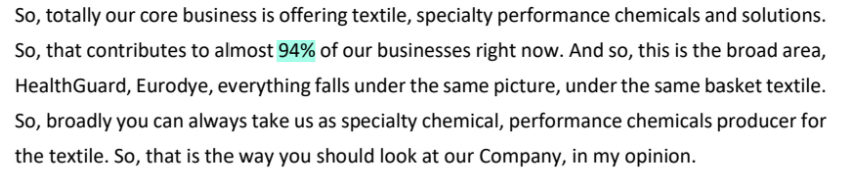 So, totally our core business is offering textile, specialty performance chemicals and solutions.
So, that contributes to almost 94% of our businesses right now. And so, this is the broad area,
HealthGuard, Eurodye, everything falls under the same picture, under the same basket textile.
So, broadly you can always take us as specialty chemical, performance chemicals producer for
the textile. So, that is the way you should look at our Company, in my opinion.